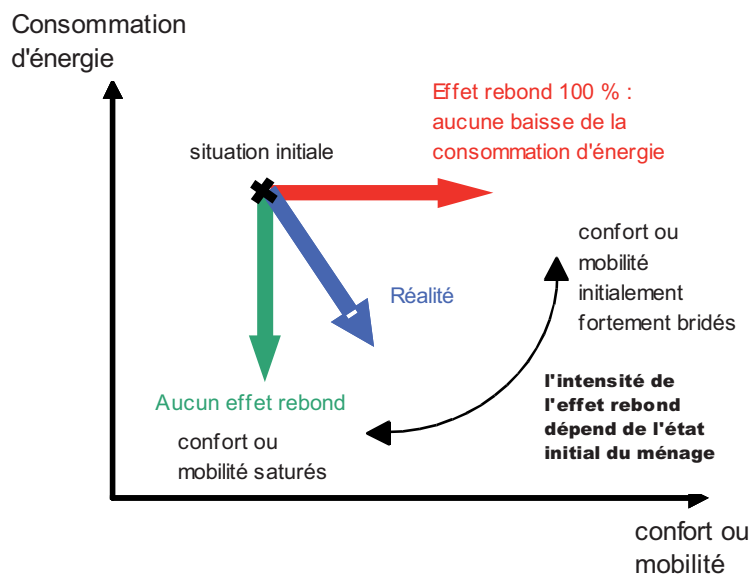 Consommation
d'énergie
Effet rebond 100 % :
aucune baisse de la
consommation d'énergie
situation initiale
confort ou
mobilité
initialement
fortement bridés
Réalité
l'intensité de
l'effet rebond
dépend de l'état
initial du ménage
Aucun effet rebond
confort ou
mobilité saturés
confort ou
mobilité